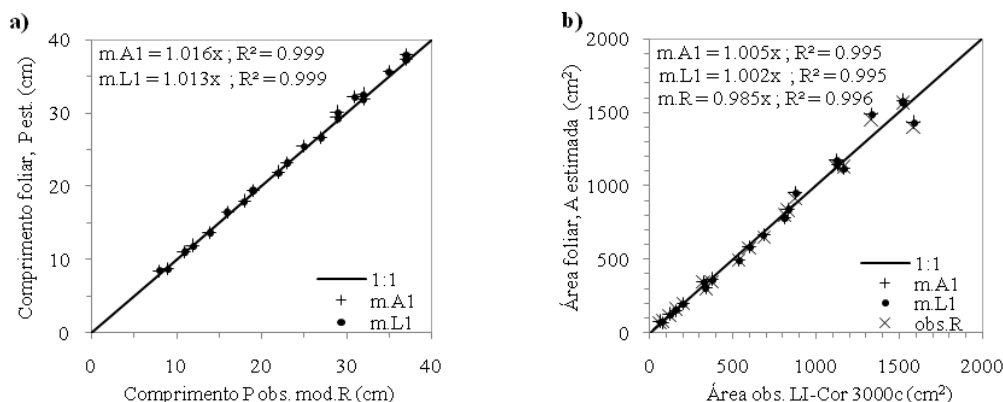 a)
40
30
20
10
0
m.A1 = 1.016x ; R² = 0.999
m.L1 = 1.013x ; R² = 0.999
Comprimento foliar, P est. (cm)
1:1
m.A1
m.L1
0 10 20 30 40
Comprimento P obs. mod.R (cm)
b)
2000
1500
1000
500
0
m.A1 = 1.005x ; R² = 0.995
m.L1 = 1.002x ; R² = 0.995
m.R = 0.985x ; R² = 0.996
Área foliar, A estimada (cm²)
1:1
m.A1
m.L1
obs.R
0 500 1000 1500 2000
Área obs. LI-Cor 3000c (cm²)